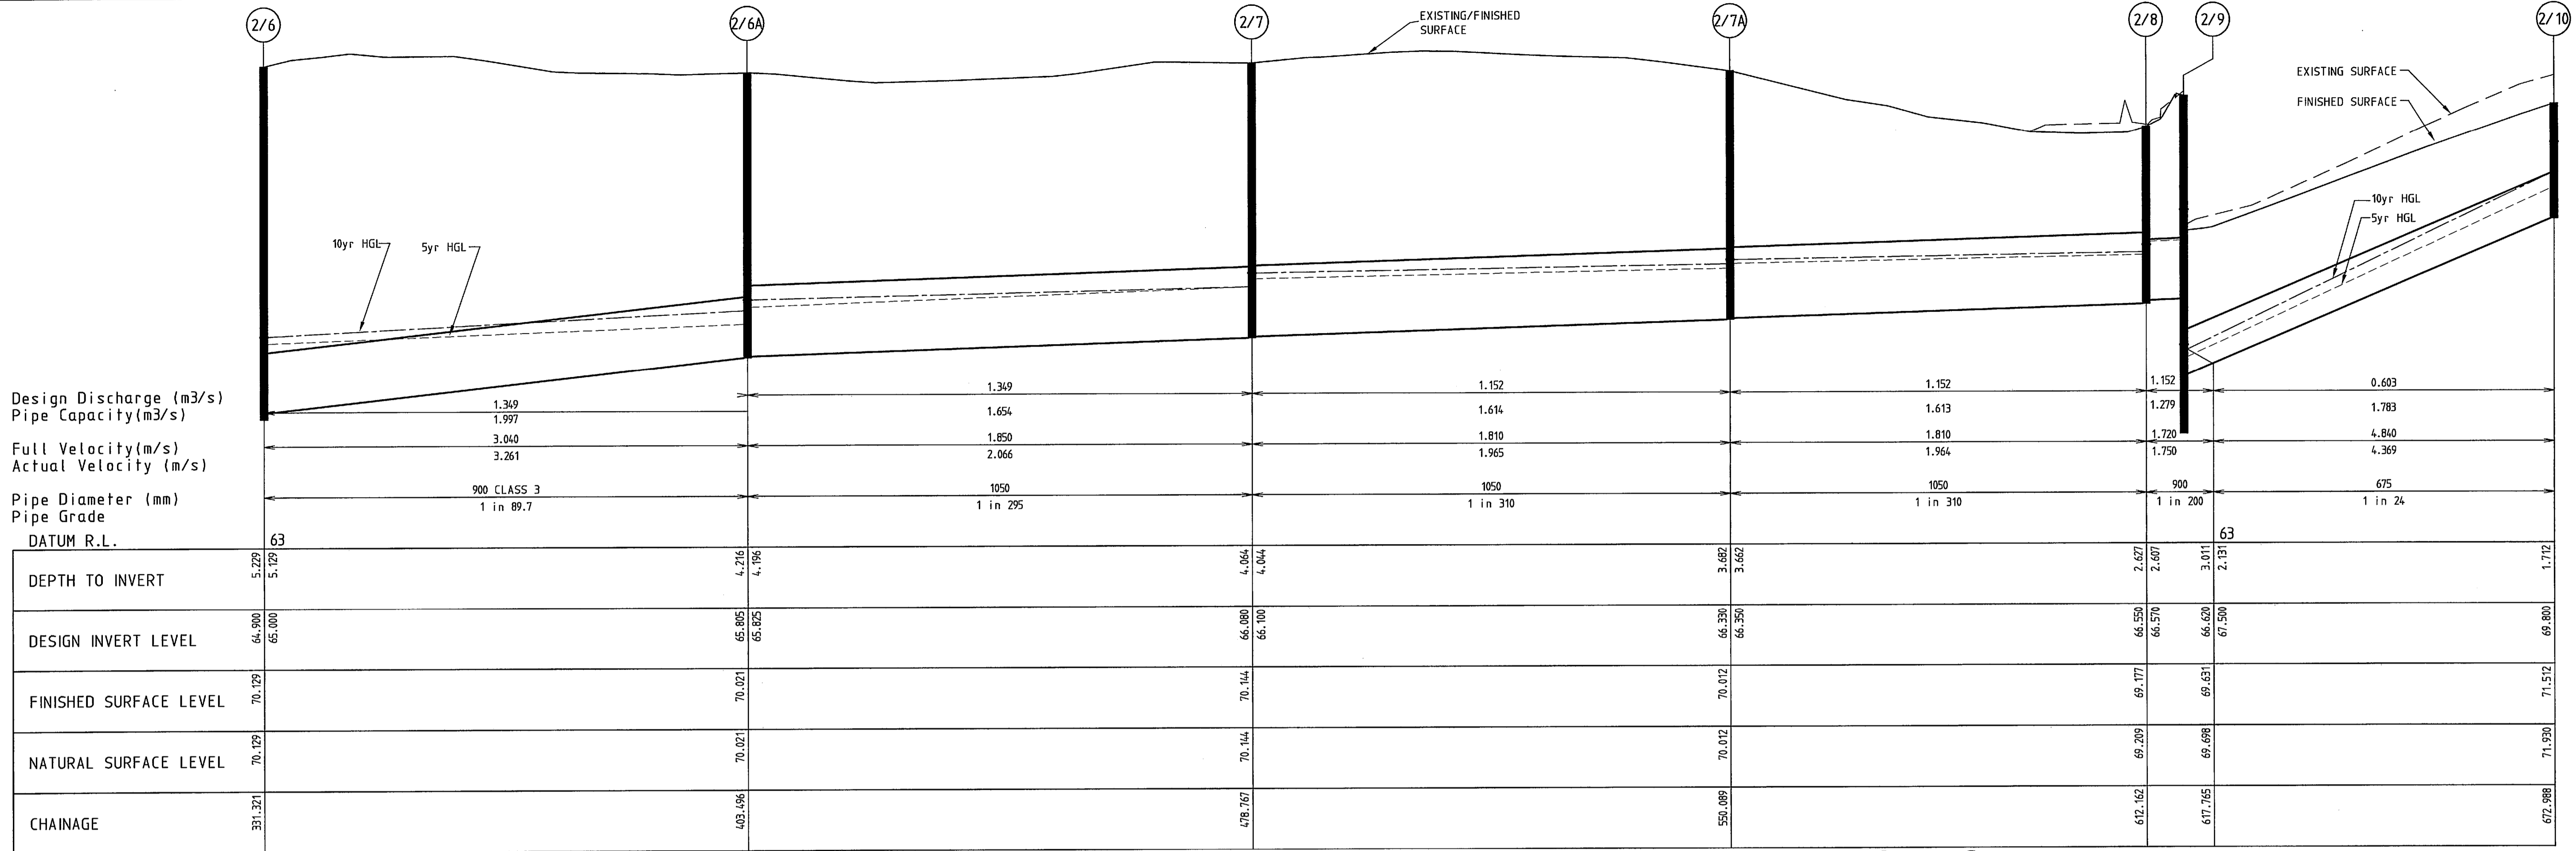 2/6 2/6A 2/7 2/7A 2/8 2/9 2/10
EXISTING/FINISHED
SURFACE
EXISTING SURFACE
FINISHED SURFACE
10yr HGL
5yr HGL
10yr HGL
5yr HGL
Design Discharge (m3/s) 1.349 1.349 1.152 1.152 1.152 0.603
Pipe Capacity(m3/s) 1.997 1.654 1.614 1.613 1.279 1.783
Full Velocity(m/s) 3.040 1.850 1.810 1.810 1.720 4.840
Actual Velocity (m/s) 3.261 2.066 1.965 1.964 1.750 4.369
Pipe Diameter (mm) 900 CLASS 3 1050 1050 1050 900 675
Pipe Grade 1 in 89.7 1 in 295 1 in 310 1 in 310 1 in 200 1 in 24
DATUM R.L. 63 63
DEPTH TO INVERT 5.229 5.129 4.216 4.196 4.064 4.044 3.682 3.662 2.627 2.607 3.011 2.131 1.712
DESIGN INVERT LEVEL 64.900 65.000 65.805 65.825 66.080 66.100 66.330 66.350 66.550 66.570 66.620 67.500 69.800
FINISHED SURFACE LEVEL 70.129 70.021 70.144 70.012 69.177 69.631 71.512
NATURAL SURFACE LEVEL 70.129 70.021 70.144 70.012 69.209 69.698 71.930
CHAINAGE 331.321 403.496 478.767 550.089 612.162 617.765 672.988